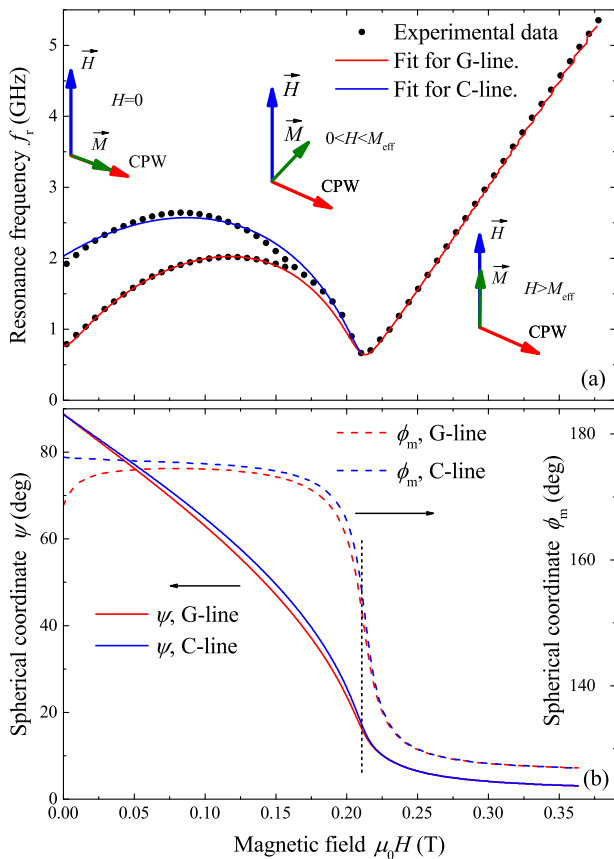 (a)
Experimental data
Fit for G-line.
Fit for C-line.
H
H=0
M
CPW
H
M
0<H<M_eff
CPW
H
M
H>M_eff
CPW
Resonance frequency f_r (GHz)
5
4
3
2
1
0
(b)
ϕ_m, G-line
ϕ_m, C-line
ψ, G-line
ψ, C-line
Spherical coordinate ψ (deg)
80
60
40
20
0
Spherical coordinate ϕ_m (deg)
180
160
140
120
0.00 0.05 0.10 0.15 0.20 0.25 0.30 0.35
Magnetic field μ_0H (T)